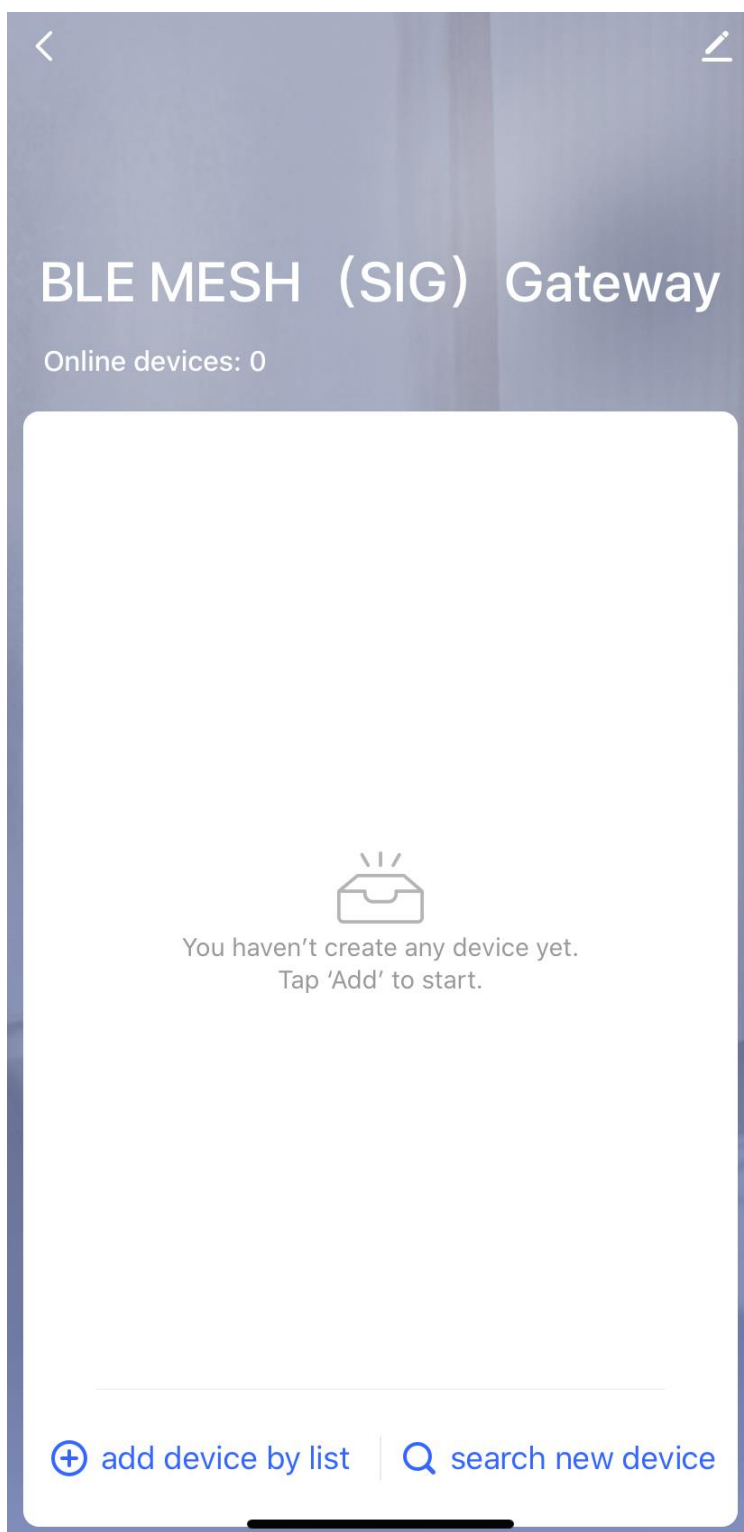 BLE MESH（SIG）Gateway
Online devices: 0
You haven’t create any device yet.
Tap ‘Add’ to start.
add device by list
search new device